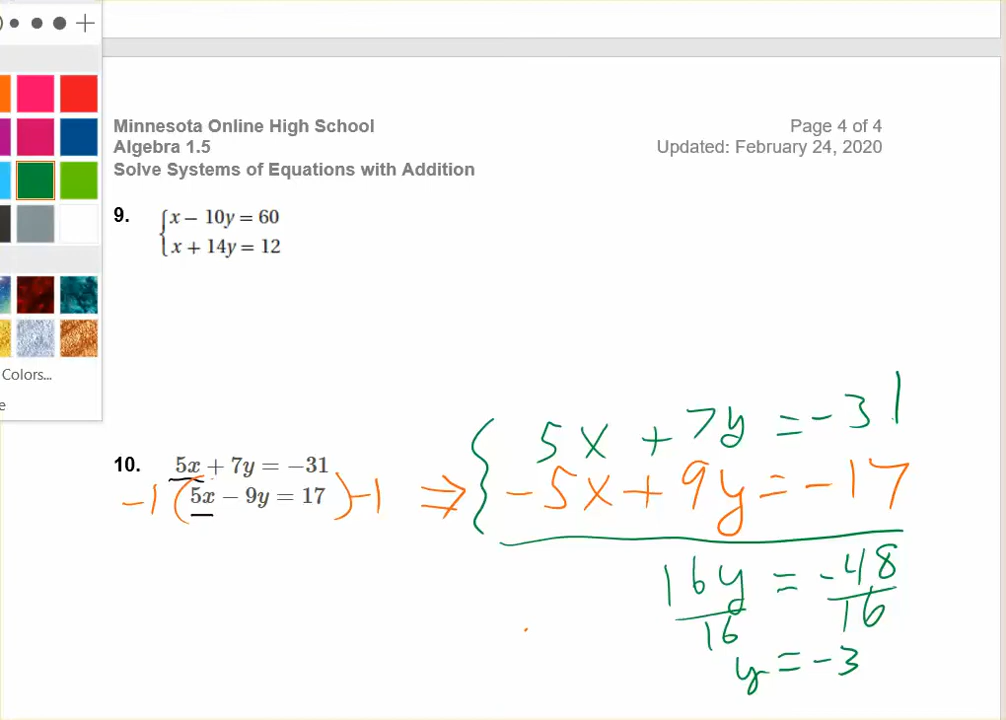 Minnesota Online High School
Page 4 of 4
Algebra 1.5
Updated: February 24, 2020
Solve Systems of Equations with Addition
9. { x − 10y = 60
x + 14y = 12
Colors...
e
10. 5x + 7y = −31
−1 ( 5x − 9y = 17 ) −1 ⇒
{ 5x + 7y = −31
−5x + 9y = −17
16y = −48
16 16
y = −3